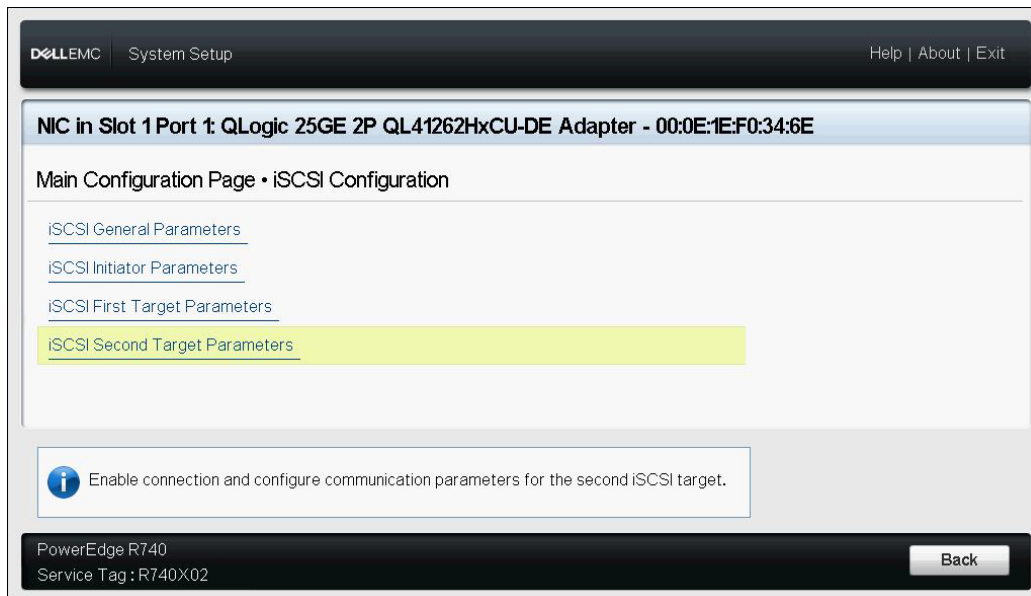 DELLEMC System Setup Help | About | Exit
NIC in Slot 1 Port 1: QLogic 25GE 2P QL41262HxCU-DE Adapter - 00:0E:1E:F0:34:6E
Main Configuration Page • iSCSI Configuration
iSCSI General Parameters
iSCSI Initiator Parameters
iSCSI First Target Parameters
iSCSI Second Target Parameters
Enable connection and configure communication parameters for the second iSCSI target.
PowerEdge R740
Service Tag : R740X02
Back